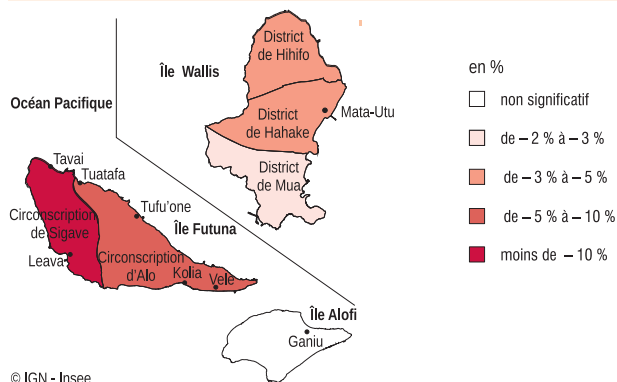 District
de Hihifo
Île Wallis
Océan Pacifique
District
de Hahake
Mata-Utu
District
de Mua
Tavai
Tuatafa
Tufu'one
Circonscription
de Sigave
Île Futuna
Leava
Circonscription
d'Alo
Kolia
Vele
Île Alofi
Ganiu
en %
non significatif
de – 2 % à – 3 %
de – 3 % à – 5 %
de – 5 % à – 10 %
moins de – 10 %
© IGN - Insee